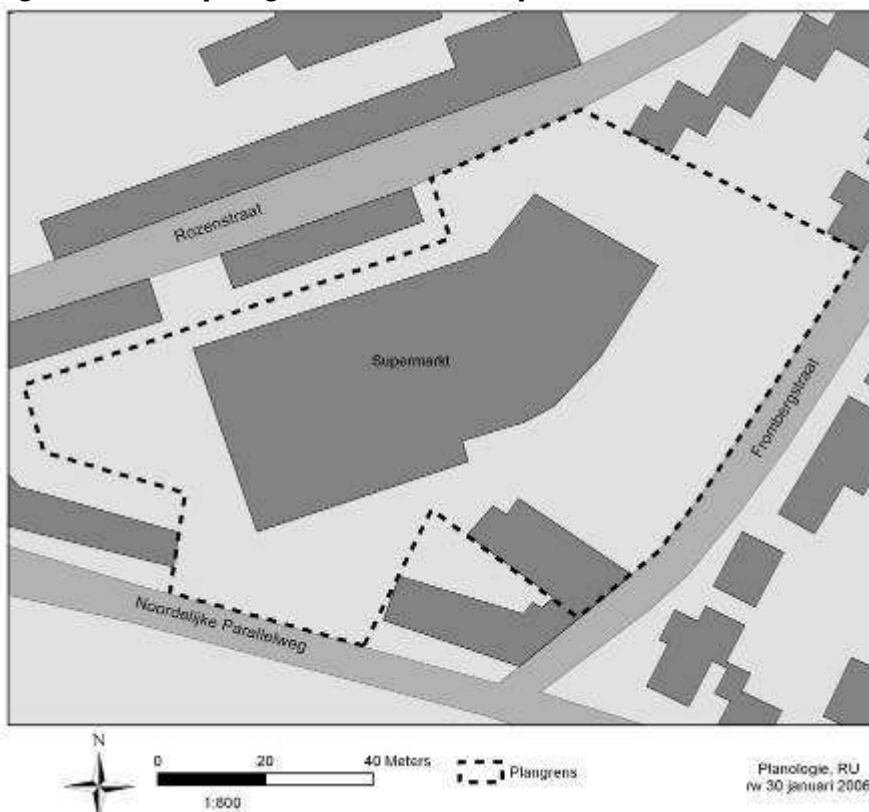 Rozenstraat
Supermarkt
Frombergstraat
Noordelijke Parallelweg
N
0 20 40 Meters
1:800
Plangrens
Planologie, RU
rw 30 januari 2006